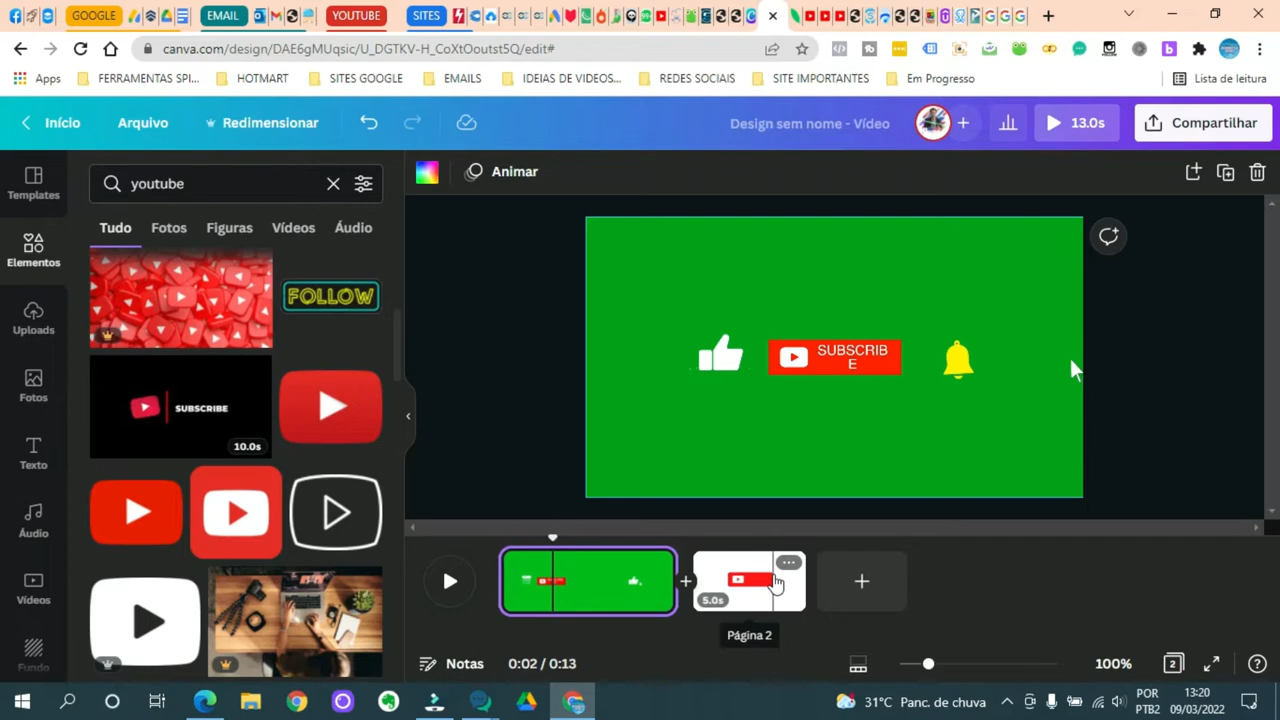 GOOGLE
EMAIL
YOUTUBE
SITES
canva.com/design/DAE6gMUqsic/U_DGTKV-H_CoXtOoutst5Q/edit#
Apps
FERRAMENTAS SPI...
HOTMART
SITES GOOGLE
EMAILS
IDEIAS DE VIDEOS...
REDES SOCIAIS
SITE IMPORTANTES
Em Progresso
Lista de leitura
Início
Arquivo
Redimensionar
Design sem nome - Vídeo
13.0s
Compartilhar
Templates
Elementos
Uploads
Fotos
Texto
Áudio
Vídeos
Fundo
youtube
Tudo
Fotos
Figuras
Vídeos
Áudio
FOLLOW
SUBSCRIBE
10.0s
Animar
SUBSCRIB
E
5.0s
Página 2
Notas
0:02 / 0:13
100%
2
31°C Panc. de chuva
POR
PTB2
13:20
09/03/2022